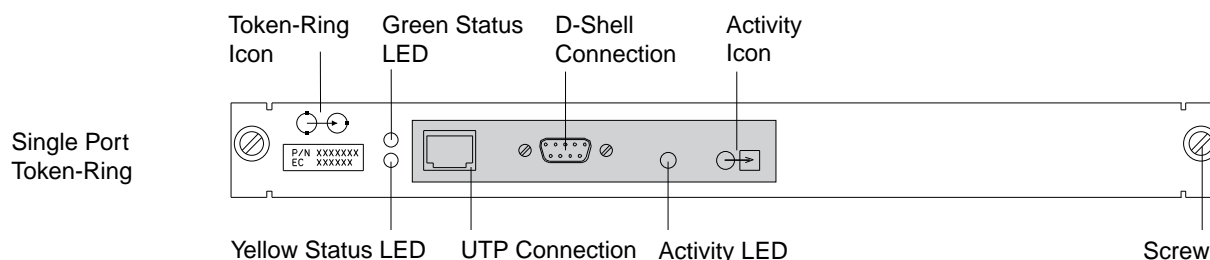 Token-Ring
Icon
Green Status
LED
D-Shell
Connection
Activity
Icon
Single Port
Token-Ring
P/N XXXXXXX
EC XXXXXX
Yellow Status LED
UTP Connection
Activity LED
Screw